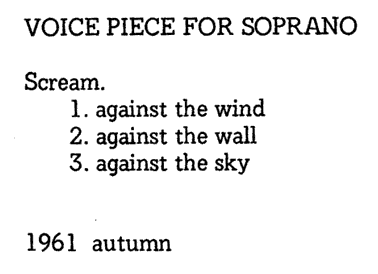 VOICE PIECE FOR SOPRANO
Scream.
1. against the wind
2. against the wall
3. against the sky
1961 autumn